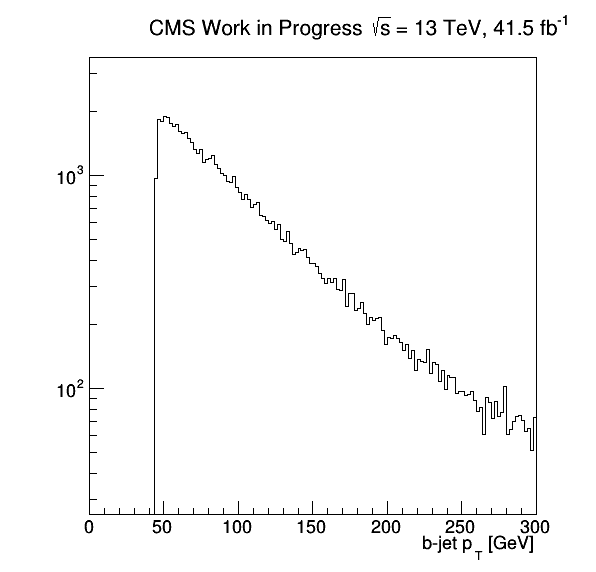 CMS Work in Progress √s = 13 TeV, 41.5 fb⁻¹
10³
10²
0 50 100 150 200 250 300
b-jet p_T [GeV]